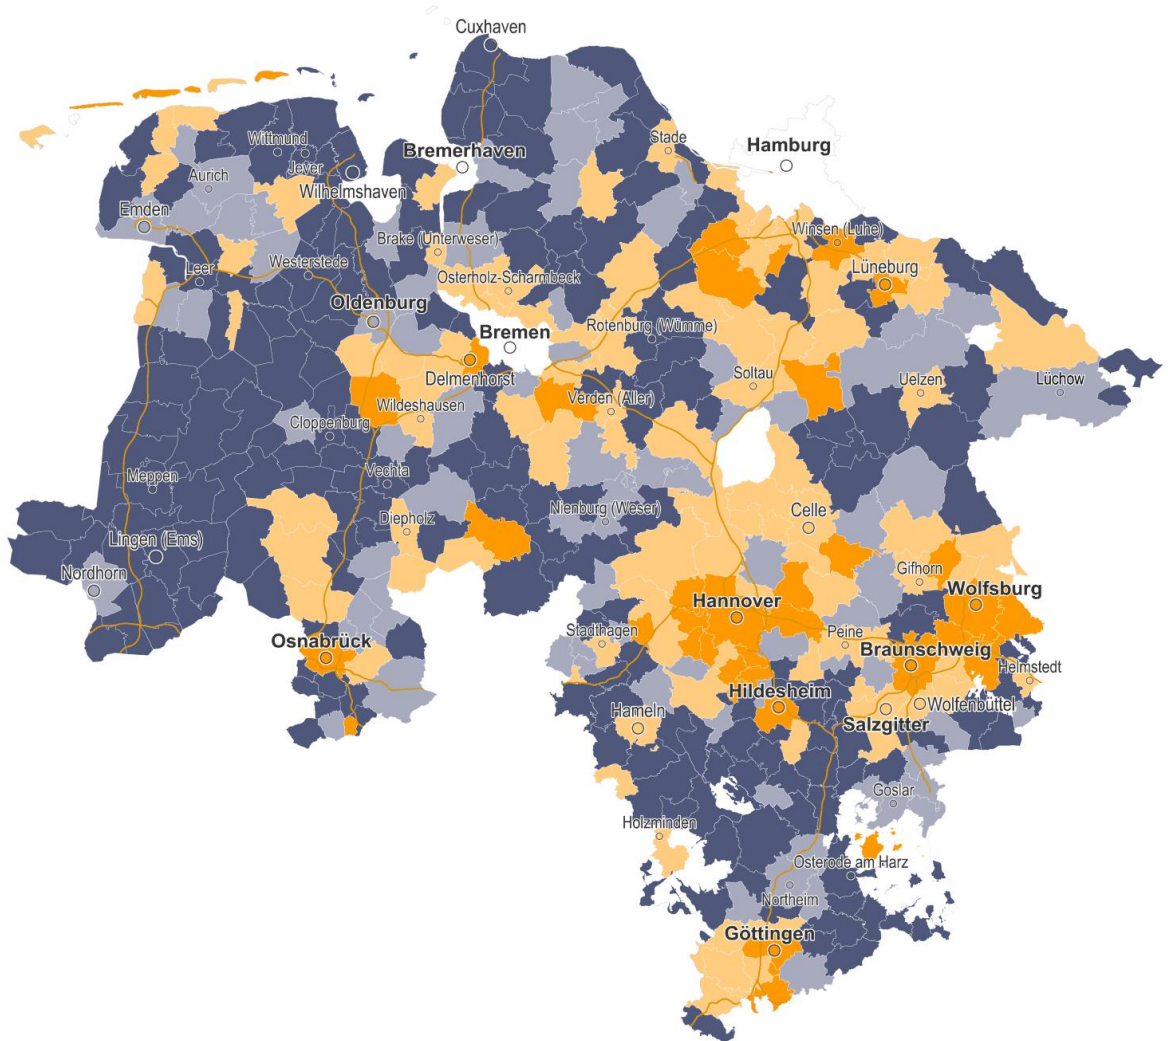 Cuxhaven
Stade
Hamburg
Wittmund
Bremerhaven
Jever
Aurich
Wilhelmshaven
Emden
Winsen (Luhe)
Brake (Unterweser)
Westerstede
Leer
Osterholz-Scharmbeck
Lüneburg
Oldenburg
Rotenburg (Wümme)
Bremen
Delmenhorst
Soltau
Uelzen
Lüchow
Wildeshausen
Verden (Aller)
Cloppenburg
Vechta
Meppen
Nienburg (Weser)
Celle
Diepholz
Lingen (Ems)
Nordhorn
Gifhorn
Wolfsburg
Hannover
Stadthagen
Peine
Osnabrück
Braunschweig
Helmstedt
Hildesheim
Wolfenbüttel
Hameln
Salzgitter
Goslar
Holzminden
Osterode am Harz
Northeim
Göttingen